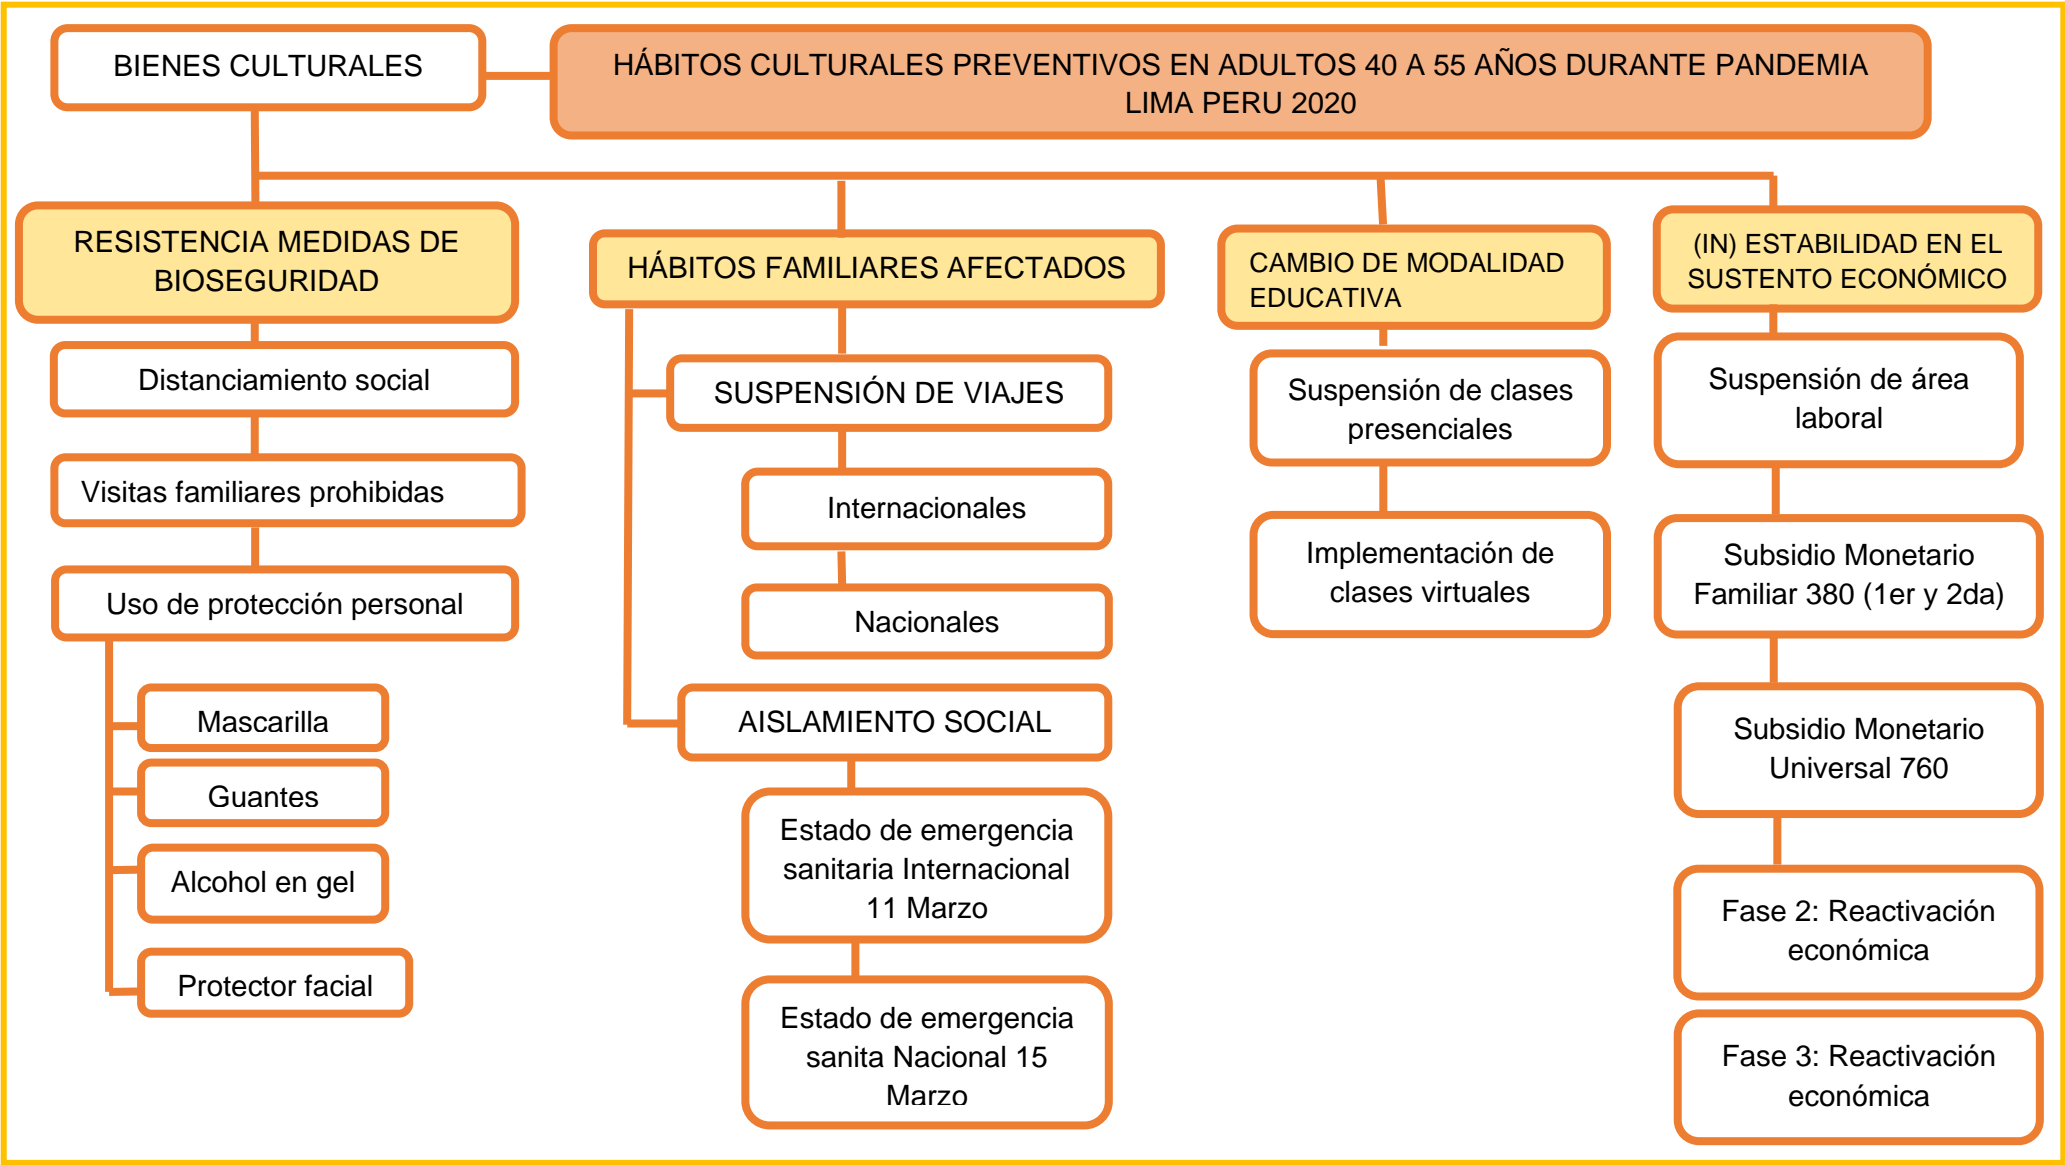 BIENES CULTURALES
HÁBITOS CULTURALES PREVENTIVOS EN ADULTOS 40 A 55 AÑOS DURANTE PANDEMIA
LIMA PERU 2020
RESISTENCIA MEDIDAS DE
BIOSEGURIDAD
Distanciamiento social
Visitas familiares prohibidas
Uso de protección personal
Mascarilla
Guantes
Alcohol en gel
Protector facial
HÁBITOS FAMILIARES AFECTADOS
SUSPENSIÓN DE VIAJES
Internacionales
Nacionales
AISLAMIENTO SOCIAL
Estado de emergencia
sanitaria Internacional
11 Marzo
Estado de emergencia
sanita Nacional 15
Marzo
CAMBIO DE MODALIDAD
EDUCATIVA
Suspensión de clases
presenciales
Implementación de
clases virtuales
(IN) ESTABILIDAD EN EL
SUSTENTO ECONÓMICO
Suspensión de área
laboral
Subsidio Monetario
Familiar 380 (1er y 2da)
Subsidio Monetario
Universal 760
Fase 2: Reactivación
económica
Fase 3: Reactivación
económica